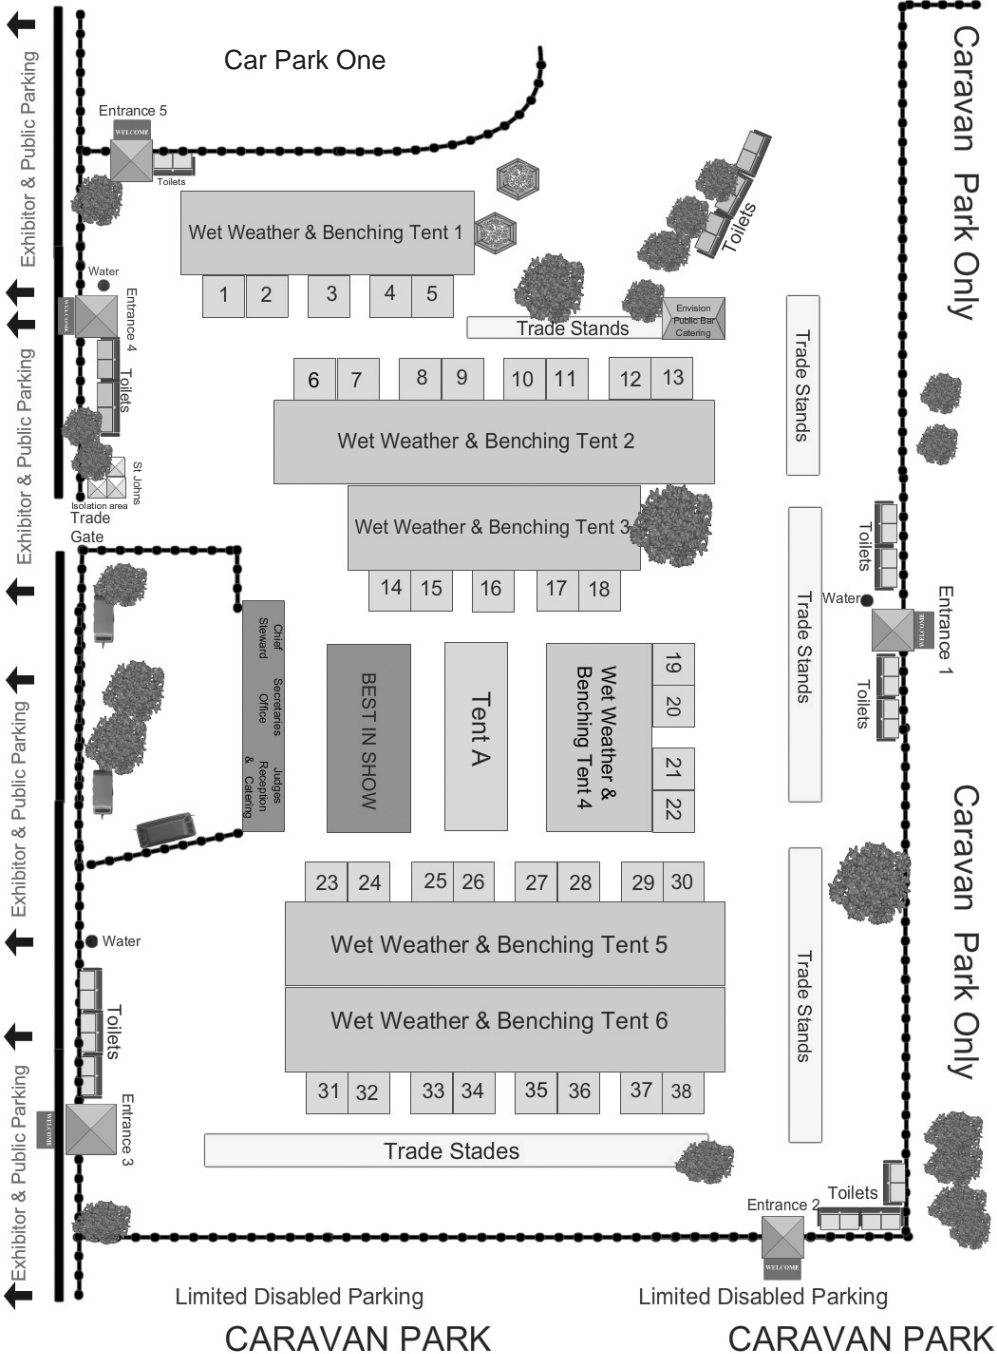 Car Park One
Caravan Park Only
Exhibitor & Public Parking
Entrance 5
WELCOME
Toilets
Toilets
Wet Weather & Benching Tent 1
1 2 3 4 5
Water
Entrance 4
WELCOME
Toilets
Trade Stands
Envision
Public Bar
Catering
Trade Stands
Exhibitor & Public Parking
6 7 8 9 10 11 12 13
Wet Weather & Benching Tent 2
St Johns
Isolation area
Trade
Gate
Wet Weather & Benching Tent 3
14 15 16 17 18
Toilets
Water
Entrance 1
WELCOME
Toilets
Trade Stands
Chief
Steward
Secretaries
Office
Judges
Reception
& Catering
BEST IN SHOW
Tent A
Wet Weather &
Benching Tent 4
19
20
21
22
Exhibitor & Public Parking
Caravan Park Only
23 24 25 26 27 28 29 30
Wet Weather & Benching Tent 5
Wet Weather & Benching Tent 6
31 32 33 34 35 36 37 38
Trade Stands
Water
Toilets
Entrance 3
WELCOME
Exhibitor & Public Parking
Trade Stades
Toilets
Entrance 2
WELCOME
Limited Disabled Parking
Limited Disabled Parking
CARAVAN PARK
CARAVAN PARK